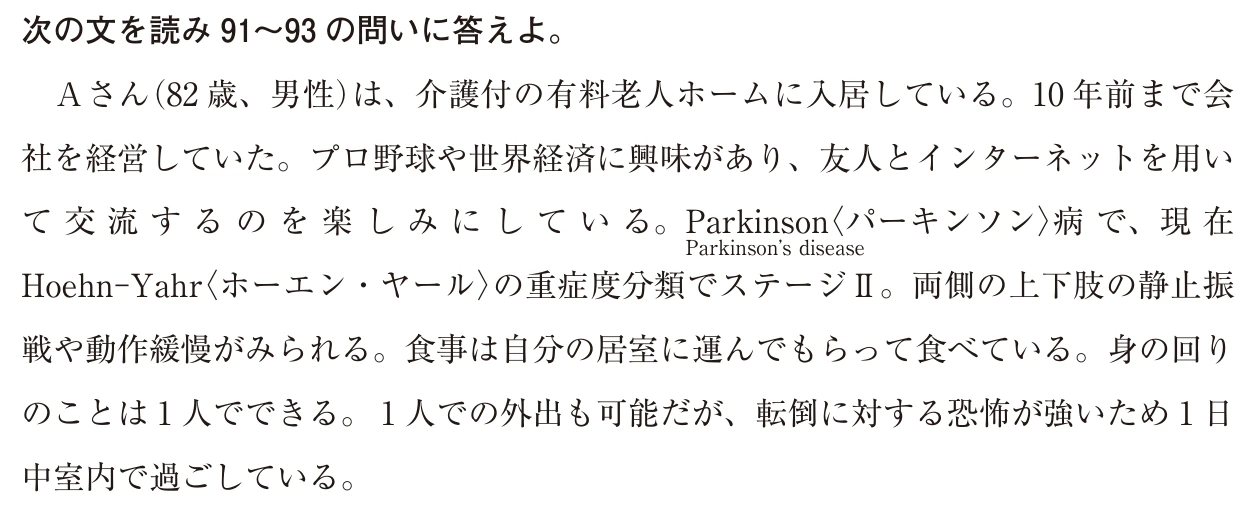 次の文を読み 91〜93 の問いに答えよ。
Ａさん(82 歳、男性)は、介護付の有料老人ホームに入居している。10 年前まで会
社を経営していた。プロ野球や世界経済に興味があり、友人とインターネットを用い
て交流するのを楽しみにしている。Parkinson〈パーキンソン〉病で、現在
Parkinson's disease
Hoehn-Yahr〈ホーエン・ヤール〉の重症度分類でステージⅡ。両側の上下肢の静止振
戦や動作緩慢がみられる。食事は自分の居室に運んでもらって食べている。身の回り
のことは 1 人でできる。1 人での外出も可能だが、転倒に対する恐怖が強いため 1 日
中室内で過ごしている。